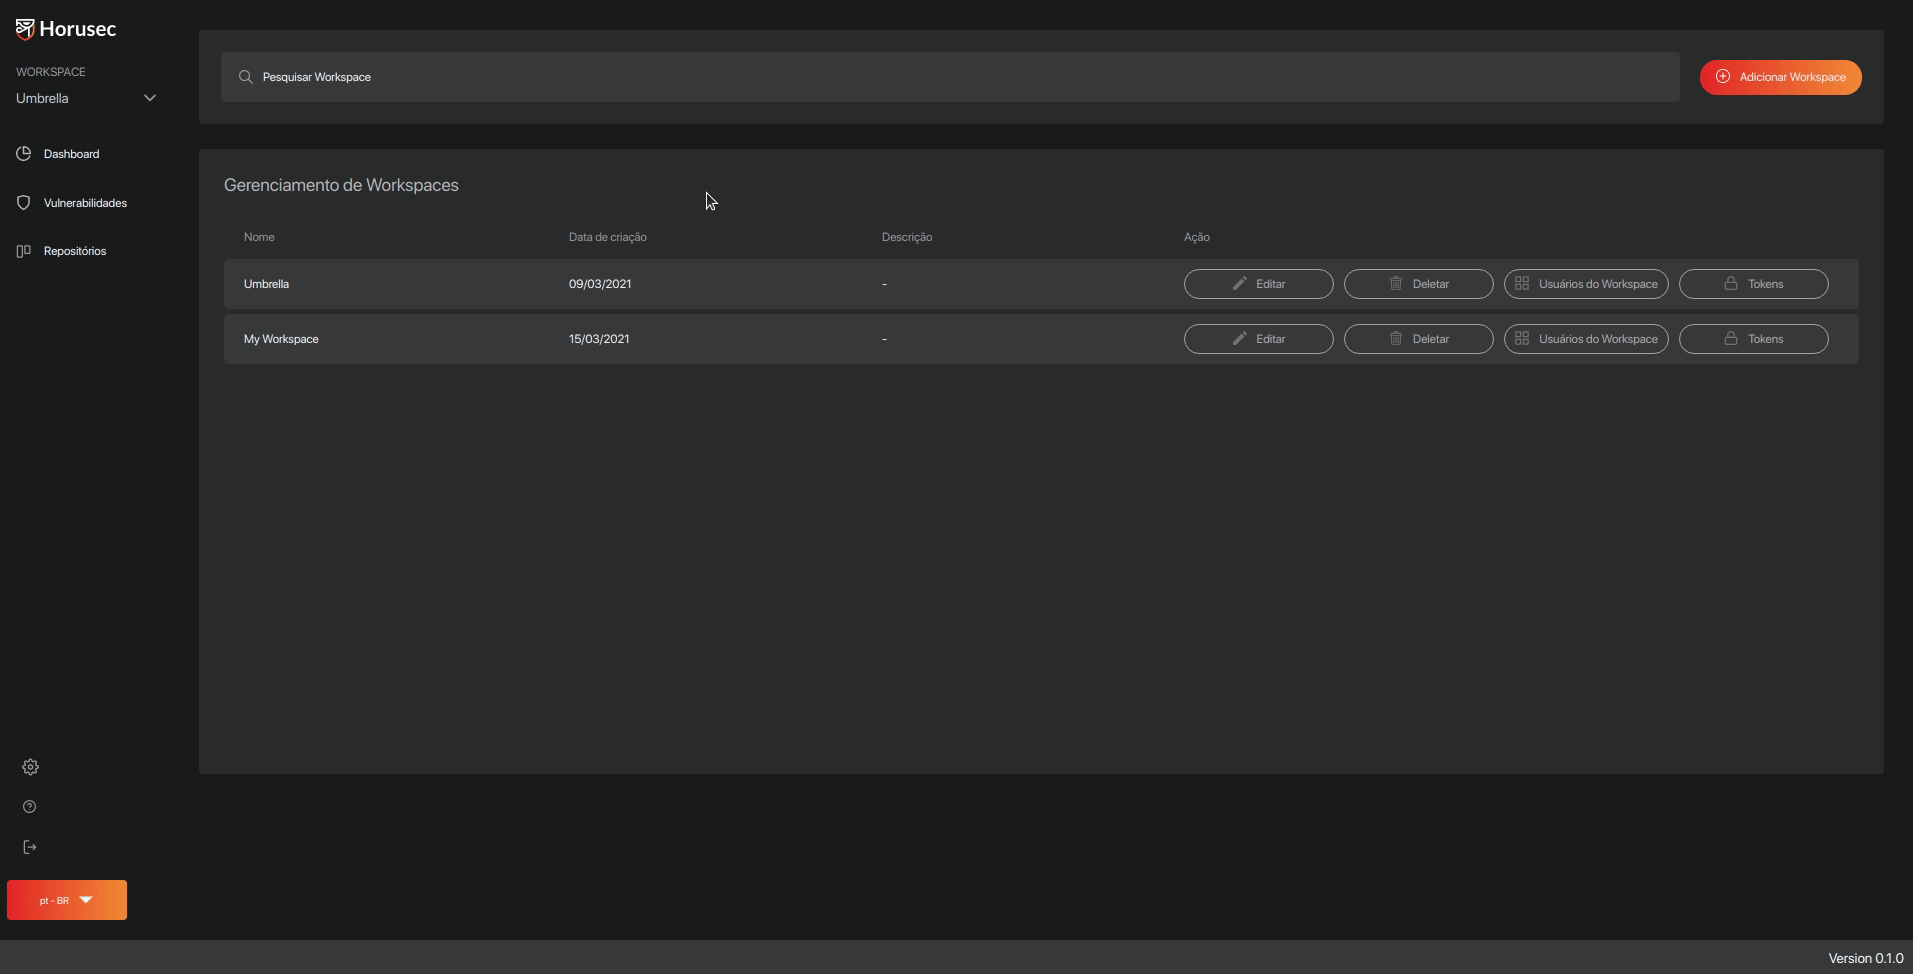 Horusec
WORKSPACE
Umbrella
Dashboard
Vulnerabilidades
Repositórios
pt - BR
Pesquisar Workspace
Adicionar Workspace
Gerenciamento de Workspaces
Nome Data de criação Descrição Ação
Umbrella 09/03/2021 - Editar Deletar Usuários do Workspace Tokens
My Workspace 15/03/2021 - Editar Deletar Usuários do Workspace Tokens
Version 0.1.0